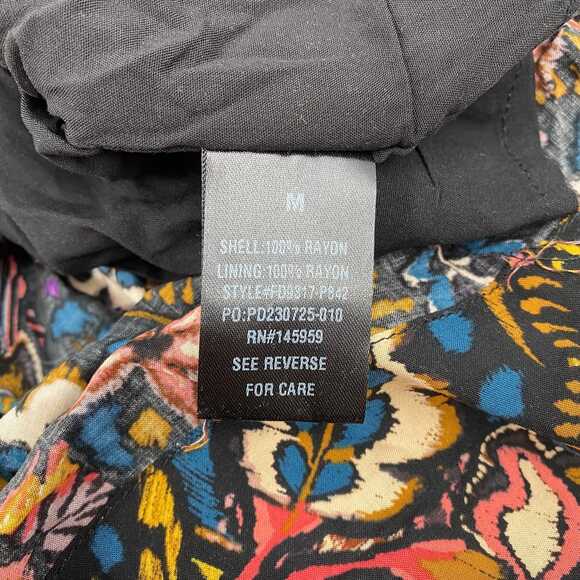 M
SHELL:100% RAYON
LINING:100% RAYON
STYLE#FD9317-P842
PO:PD230725-010
RN#145959
SEE REVERSE
FOR CARE